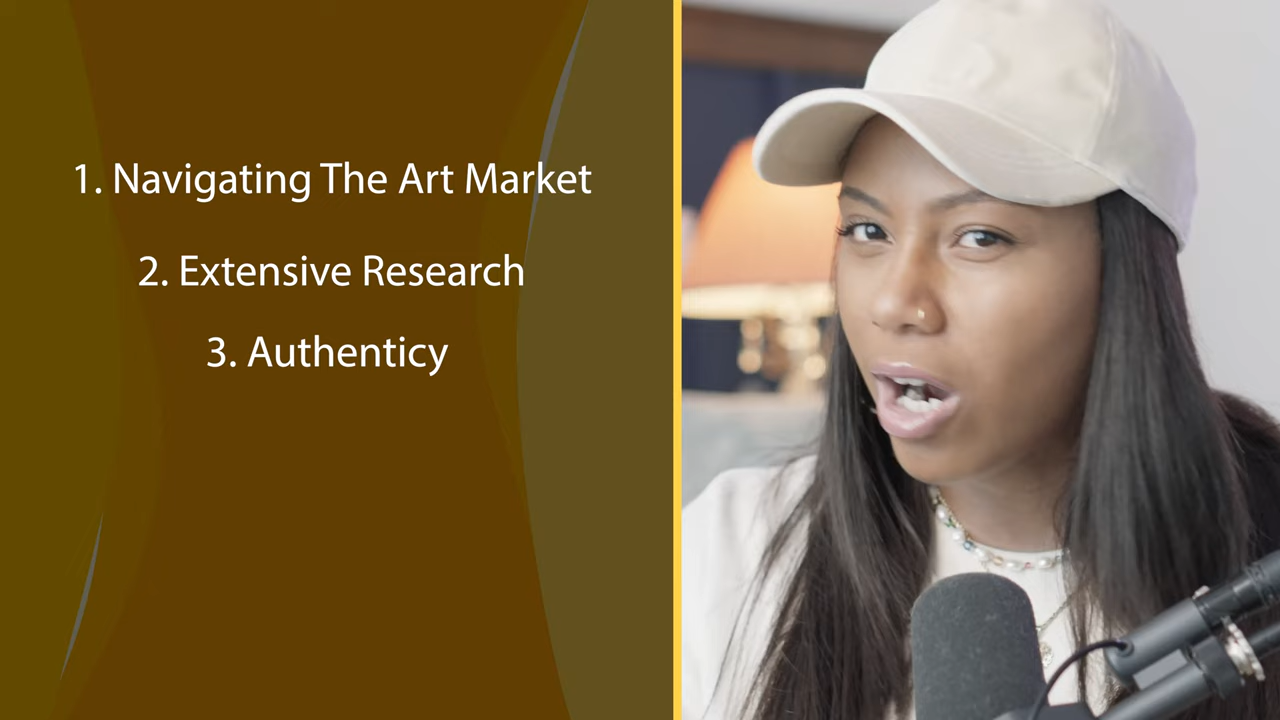 1. Navigating The Art Market
2. Extensive Research
3. Authenticy